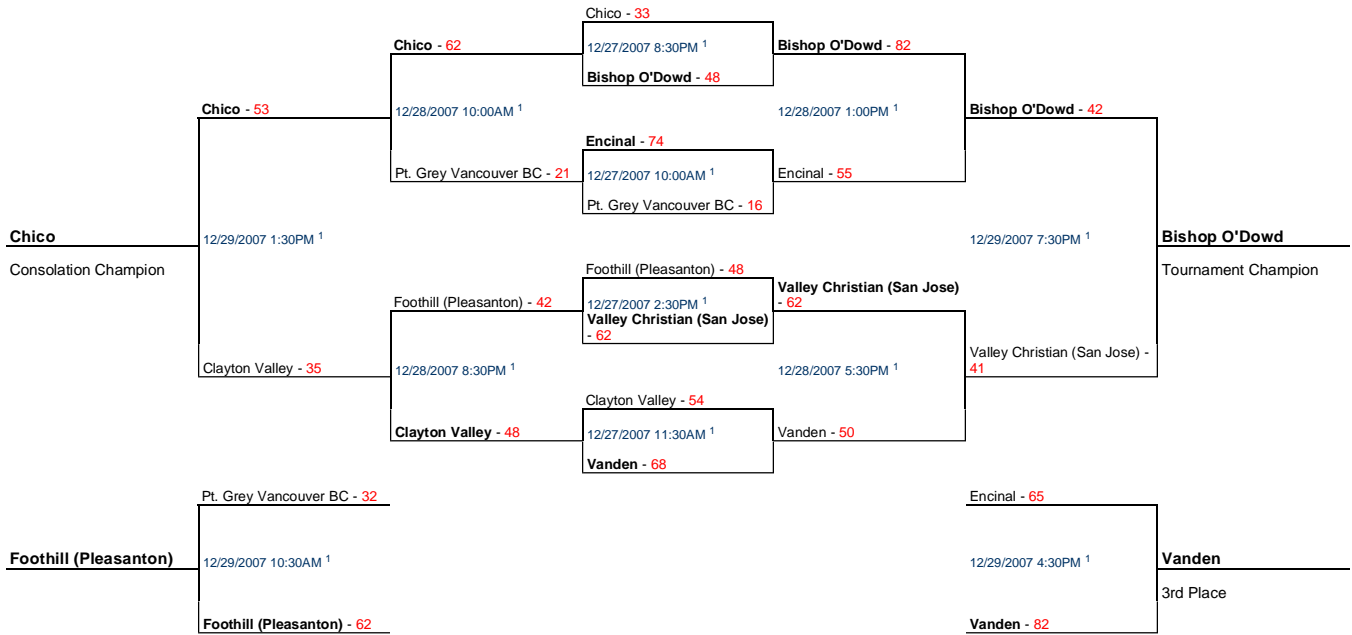 Chico - 33
Chico - 62
12/27/2007 8:30PM 1
Bishop O'Dowd - 82
Bishop O'Dowd - 48
Chico - 53
12/28/2007 10:00AM 1
12/28/2007 1:00PM 1
Bishop O'Dowd - 42
Encinal - 74
Pt. Grey Vancouver BC - 21
12/27/2007 10:00AM 1
Encinal - 55
Pt. Grey Vancouver BC - 16
Chico
12/29/2007 1:30PM 1
12/29/2007 7:30PM 1
Bishop O'Dowd
Consolation Champion
Tournament Champion
Foothill (Pleasanton) - 48
Foothill (Pleasanton) - 42
12/27/2007 2:30PM 1
Valley Christian (San Jose)
- 62
Valley Christian (San Jose)
- 62
Clayton Valley - 35
12/28/2007 8:30PM 1
12/28/2007 5:30PM 1
Valley Christian (San Jose) -
41
Clayton Valley - 54
Clayton Valley - 48
12/27/2007 11:30AM 1
Vanden - 50
Vanden - 68
Pt. Grey Vancouver BC - 32
Encinal - 65
Foothill (Pleasanton)
12/29/2007 10:30AM 1
12/29/2007 4:30PM 1
Vanden
3rd Place
Foothill (Pleasanton) - 62
Vanden - 82